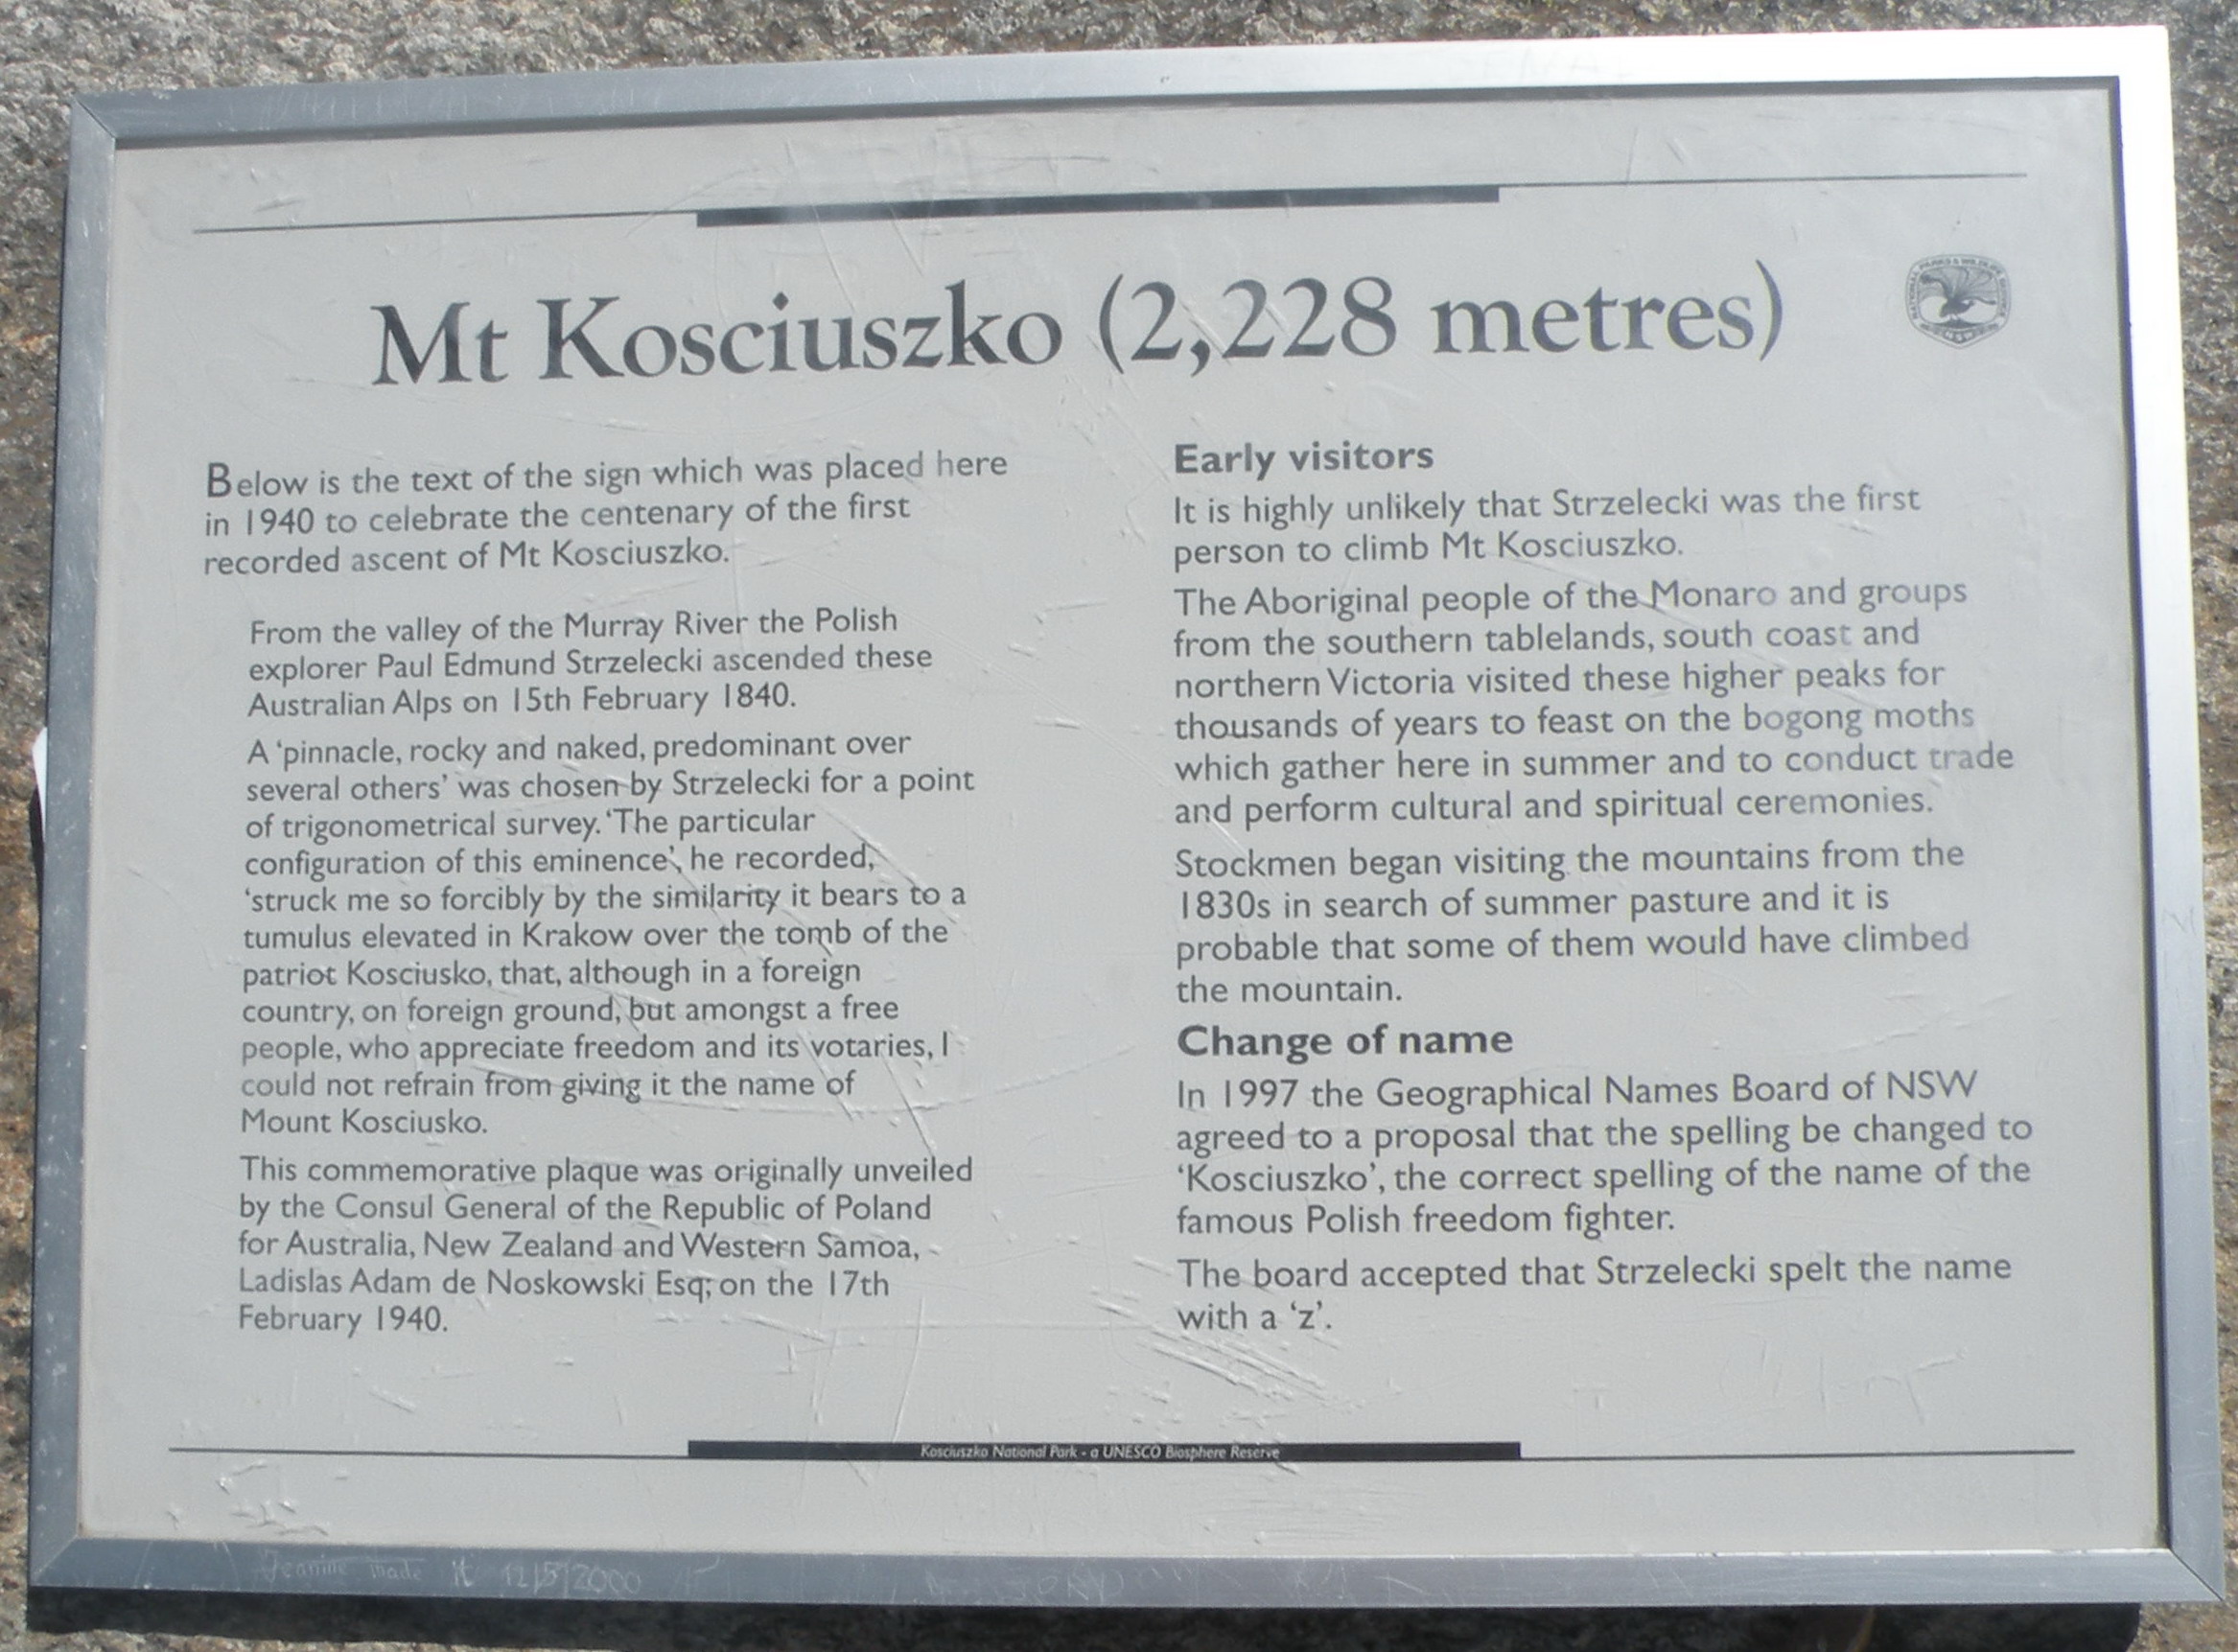 Mt Kosciuszko (2,228 metres)
NATIONAL PARKS & WILDLIFE SERVICE
NSW
Below is the text of the sign which was placed here
in 1940 to celebrate the centenary of the first
recorded ascent of Mt Kosciuszko.
From the valley of the Murray River the Polish
explorer Paul Edmund Strzelecki ascended these
Australian Alps on 15th February 1840.
A ‘pinnacle, rocky and naked, predominant over
several others’ was chosen by Strzelecki for a point
of trigonometrical survey. ‘The particular
configuration of this eminence’, he recorded,
‘struck me so forcibly by the similarity it bears to a
tumulus elevated in Krakow over the tomb of the
patriot Kosciusko, that, although in a foreign
country, on foreign ground, but amongst a free
people, who appreciate freedom and its votaries, I
could not refrain from giving it the name of
Mount Kosciusko.
This commemorative plaque was originally unveiled
by the Consul General of the Republic of Poland
for Australia, New Zealand and Western Samoa,
Ladislas Adam de Noskowski Esq; on the 17th
February 1940.
Early visitors
It is highly unlikely that Strzelecki was the first
person to climb Mt Kosciuszko.
The Aboriginal people of the Monaro and groups
from the southern tablelands, south coast and
northern Victoria visited these higher peaks for
thousands of years to feast on the bogong moths
which gather here in summer and to conduct trade
and perform cultural and spiritual ceremonies.
Stockmen began visiting the mountains from the
1830s in search of summer pasture and it is
probable that some of them would have climbed
the mountain.
Change of name
In 1997 the Geographical Names Board of NSW
agreed to a proposal that the spelling be changed to
‘Kosciuszko’, the correct spelling of the name of the
famous Polish freedom fighter.
The board accepted that Strzelecki spelt the name
with a ‘z’.
Kosciuszko National Park - a UNESCO Biosphere Reserve
Jeanine made it 12/5/2000